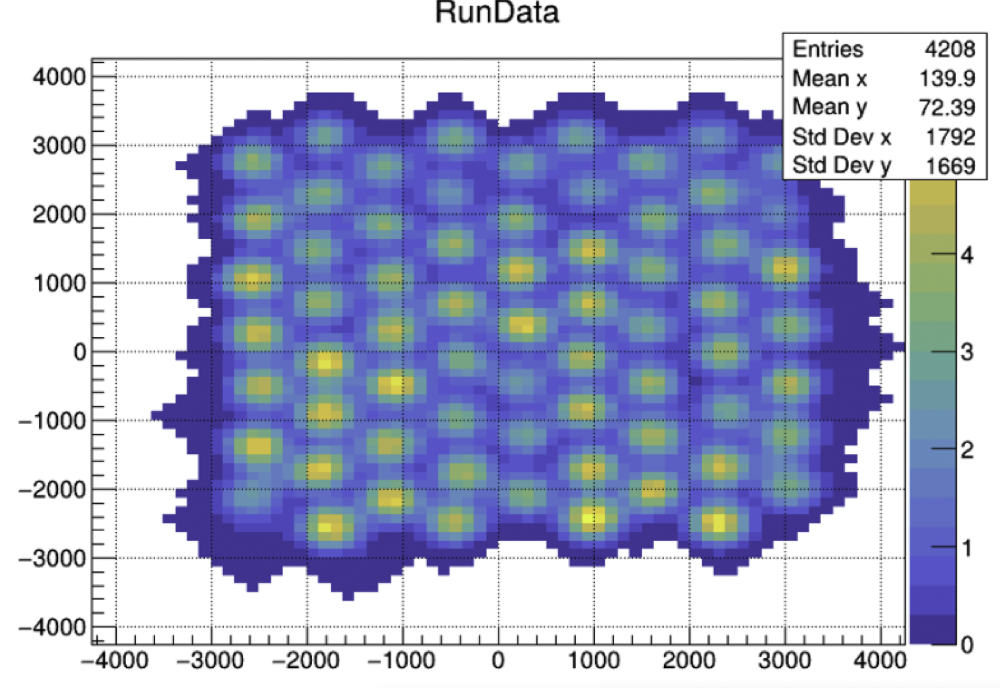 RunData
Entries 4208
Mean x 139.9
Mean y 72.39
Std Dev x 1792
Std Dev y 1669
4000
3000
2000
1000
0
−1000
−2000
−3000
−4000
−4000 −3000 −2000 −1000 0 1000 2000 3000 4000
4
3
2
1
0